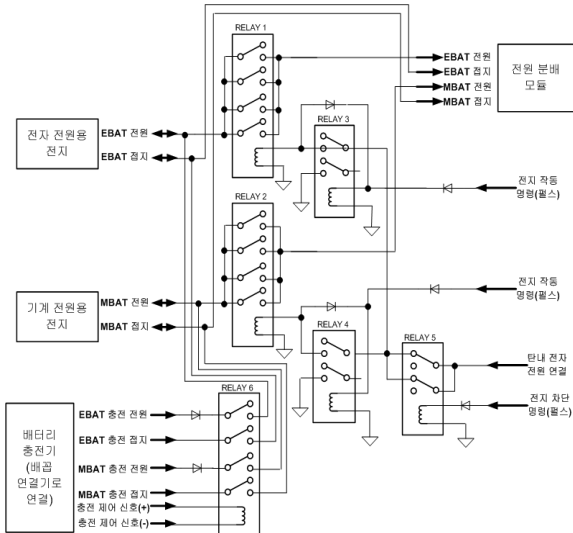 RELAY 1
EBAT 전원
EBAT 접지
MBAT 전원
MBAT 접지
전원 분배
모듈
전자 전원용
전지
EBAT 전원
EBAT 접지
RELAY 3
전지 작동
명령(펄스)
RELAY 2
기계 전원용
전지
MBAT 전원
MBAT 접지
전지 작동
명령(펄스)
RELAY 4
RELAY 5
탄내 전자
전원 연결
전지 차단
명령(펄스)
RELAY 6
배터리
충전기
(배꼽
연결기로
연결)
EBAT 충전 전원
EBAT 충전 접지
MBAT 충전 전원
MBAT 충전 접지
충전 제어 신호(+)
충전 제어 신호(-)